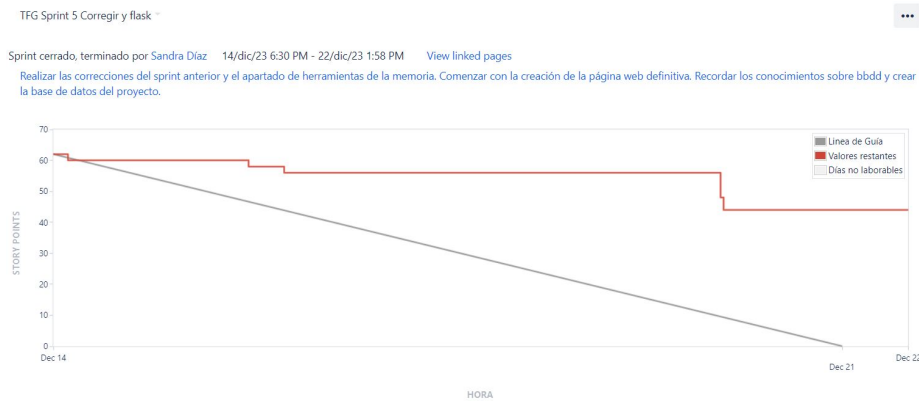 TFG Sprint 5 Corregir y flask
Sprint cerrado, terminado por Sandra Díaz 14/dic/23 6:30 PM - 22/dic/23 1:58 PM View linked pages
Realizar las correcciones del sprint anterior y el apartado de herramientas de la memoria. Comenzar con la creación de la página web definitiva. Recordar los conocimientos sobre bbdd y crear
la base de datos del proyecto.
70
60
50
40
30
20
10
0
STORY POINTS
Linea de Guía
Valores restantes
Días no laborables
Dec 14
Dec 21
Dec 22
HORA